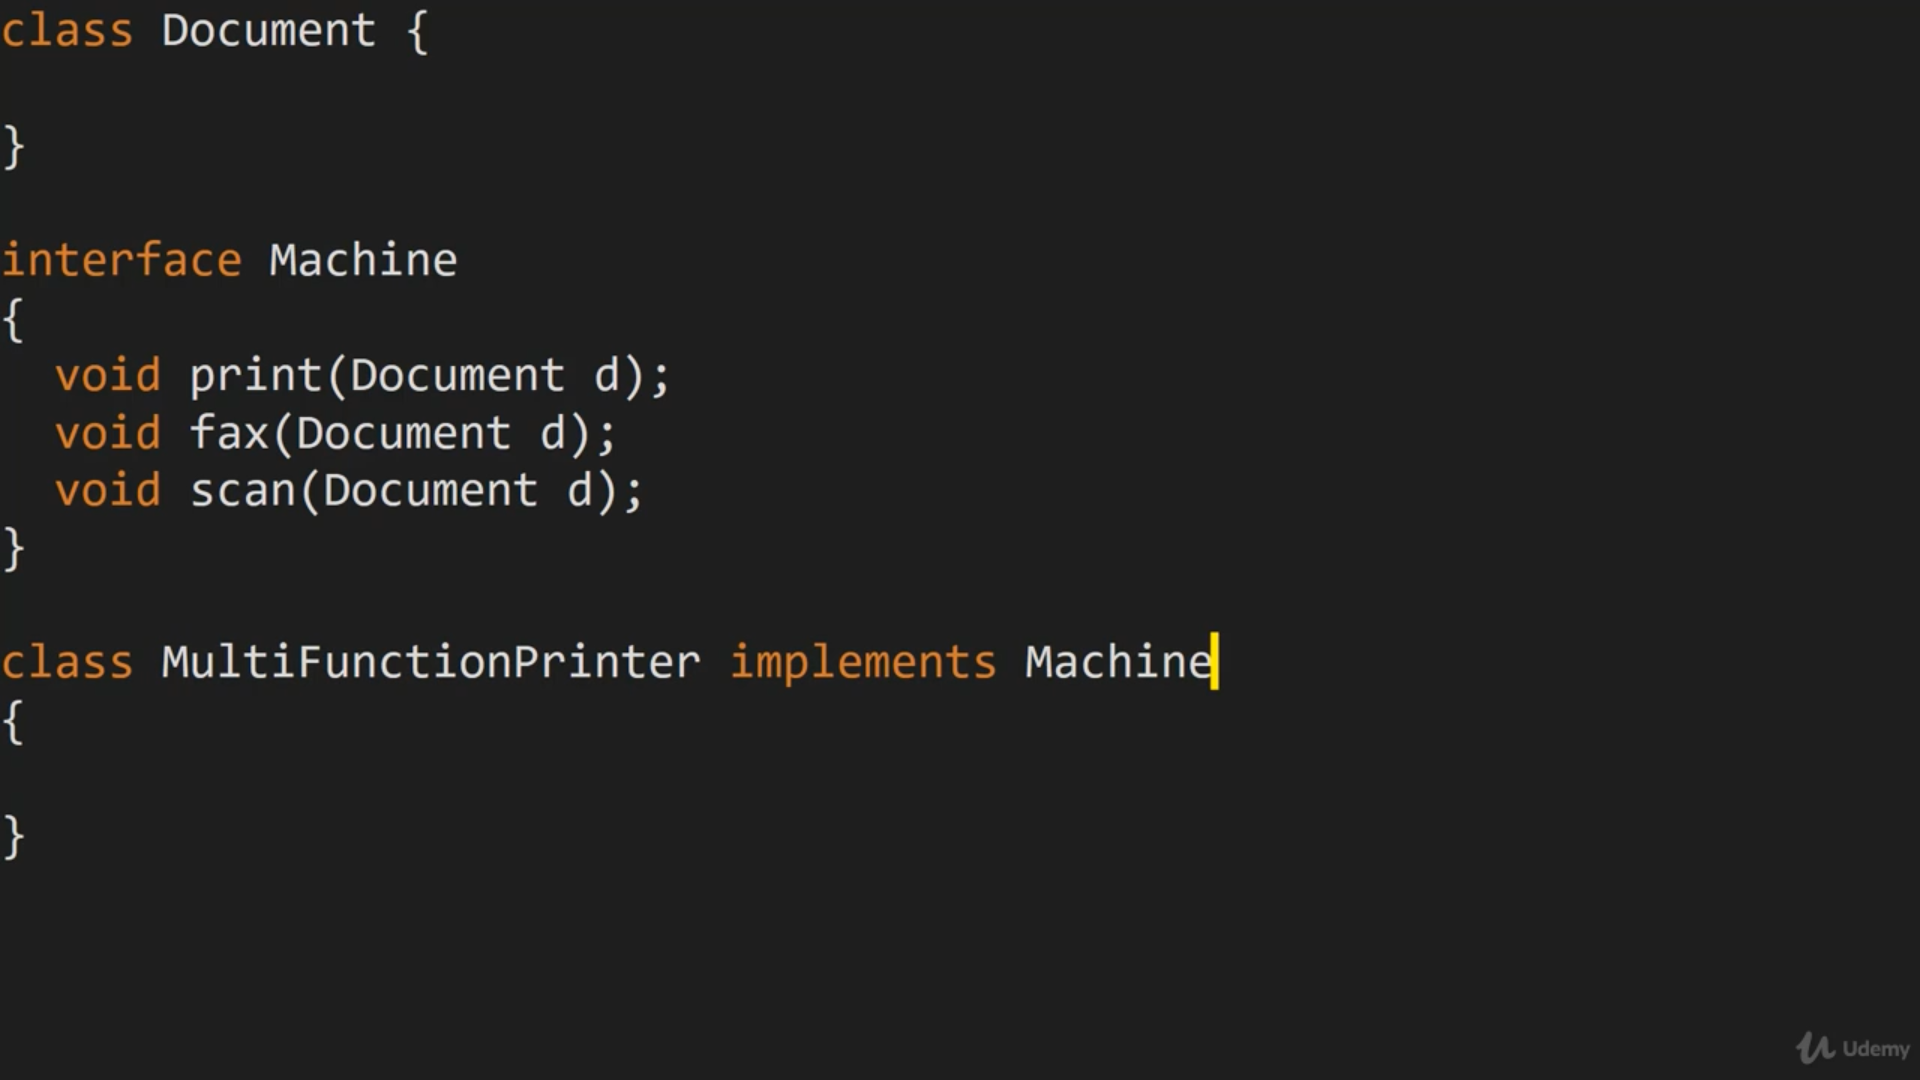 class Document {
}
interface Machine
{
void print(Document d);
void fax(Document d);
void scan(Document d);
}
class MultiFunctionPrinter implements Machine
{
}
Udemy